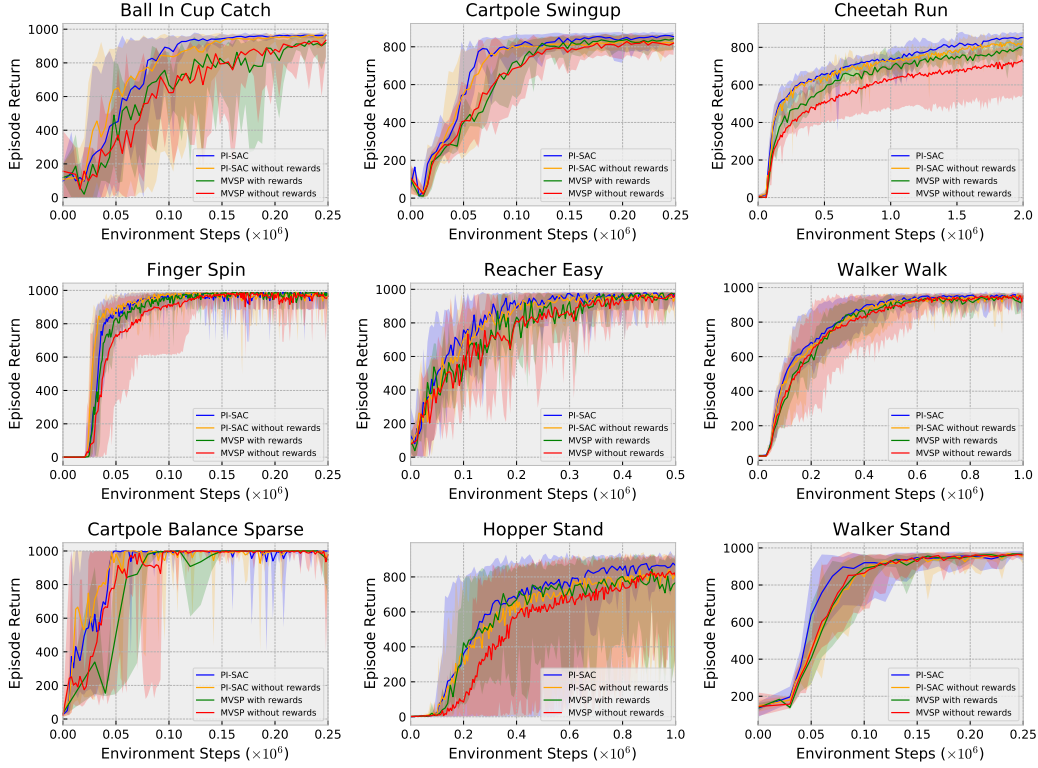 Ball In Cup Catch
Episode Return
1000
800
600
400
200
0
PI-SAC
PI-SAC without rewards
MVSP with rewards
MVSP without rewards
0.00 0.05 0.10 0.15 0.20 0.25
Environment Steps (×10⁶)
Cartpole Swingup
Episode Return
800
600
400
200
0
PI-SAC
PI-SAC without rewards
MVSP with rewards
MVSP without rewards
0.00 0.05 0.10 0.15 0.20 0.25
Environment Steps (×10⁶)
Cheetah Run
Episode Return
800
600
400
200
0
PI-SAC
PI-SAC without rewards
MVSP with rewards
MVSP without rewards
0.0 0.5 1.0 1.5 2.0
Environment Steps (×10⁶)
Finger Spin
Episode Return
1000
800
600
400
200
0
PI-SAC
PI-SAC without rewards
MVSP with rewards
MVSP without rewards
0.00 0.05 0.10 0.15 0.20 0.25
Environment Steps (×10⁶)
Reacher Easy
Episode Return
1000
800
600
400
200
0
PI-SAC
PI-SAC without rewards
MVSP with rewards
MVSP without rewards
0.0 0.1 0.2 0.3 0.4 0.5
Environment Steps (×10⁶)
Walker Walk
Episode Return
1000
800
600
400
200
0
PI-SAC
PI-SAC without rewards
MVSP with rewards
MVSP without rewards
0.0 0.2 0.4 0.6 0.8 1.0
Environment Steps (×10⁶)
Cartpole Balance Sparse
Episode Return
1000
800
600
400
200
0
PI-SAC
PI-SAC without rewards
MVSP with rewards
MVSP without rewards
0.00 0.05 0.10 0.15 0.20 0.25
Environment Steps (×10⁶)
Hopper Stand
Episode Return
800
600
400
200
0
PI-SAC
PI-SAC without rewards
MVSP with rewards
MVSP without rewards
0.0 0.2 0.4 0.6 0.8 1.0
Environment Steps (×10⁶)
Walker Stand
Episode Return
1000
800
600
400
200
PI-SAC
PI-SAC without rewards
MVSP with rewards
MVSP without rewards
0.00 0.05 0.10 0.15 0.20 0.25
Environment Steps (×10⁶)